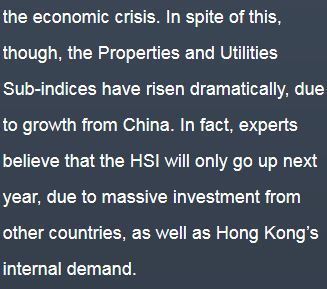 the economic crisis. In spite of this,
though, the Properties and Utilities
Sub-indices have risen dramatically, due
to growth from China. In fact, experts
believe that the HSI will only go up next
year, due to massive investment from
other countries, as well as Hong Kong’s
internal demand.